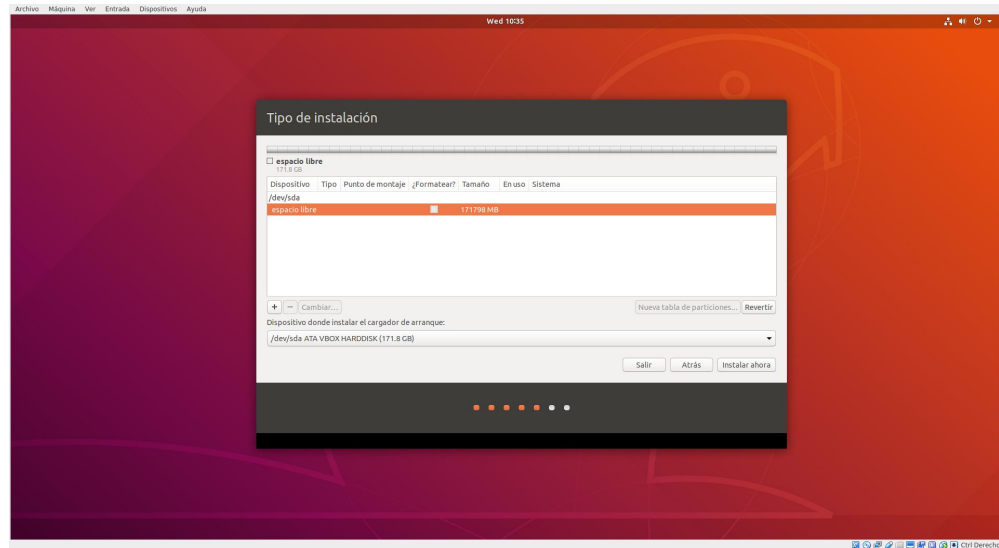 Archivo Máquina Ver Entrada Dispositivos Ayuda
Wed 10:35
Tipo de instalación
espacio libre
171.8 GB
Dispositivo Tipo Punto de montaje ¿Formatear? Tamaño En uso Sistema
/dev/sda
espacio libre 171798 MB
+ − Cambiar... Nueva tabla de particiones... Revertir
Dispositivo donde instalar el cargador de arranque:
/dev/sda ATA VBOX HARDDISK (171.8 GB)
Salir Atrás Instalar ahora
Ctrl Derecho